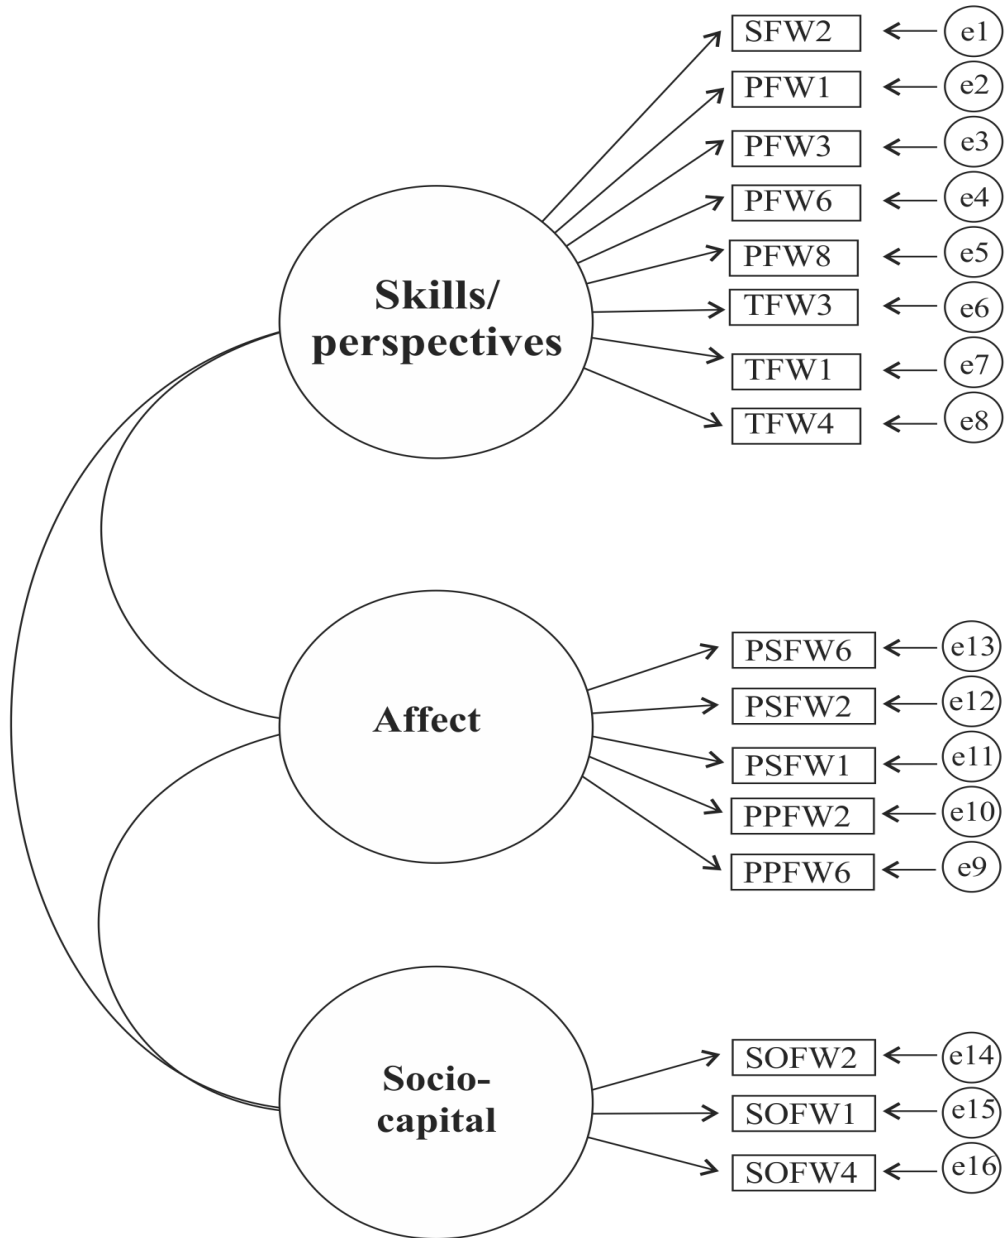 SFW2 e1
PFW1 e2
PFW3 e3
PFW6 e4
PFW8 e5
TFW3 e6
TFW1 e7
TFW4 e8
Skills/
perspectives
PSFW6 e13
PSFW2 e12
PSFW1 e11
PPFW2 e10
PPFW6 e9
Affect
SOFW2 e14
SOFW1 e15
SOFW4 e16
Socio-
capital